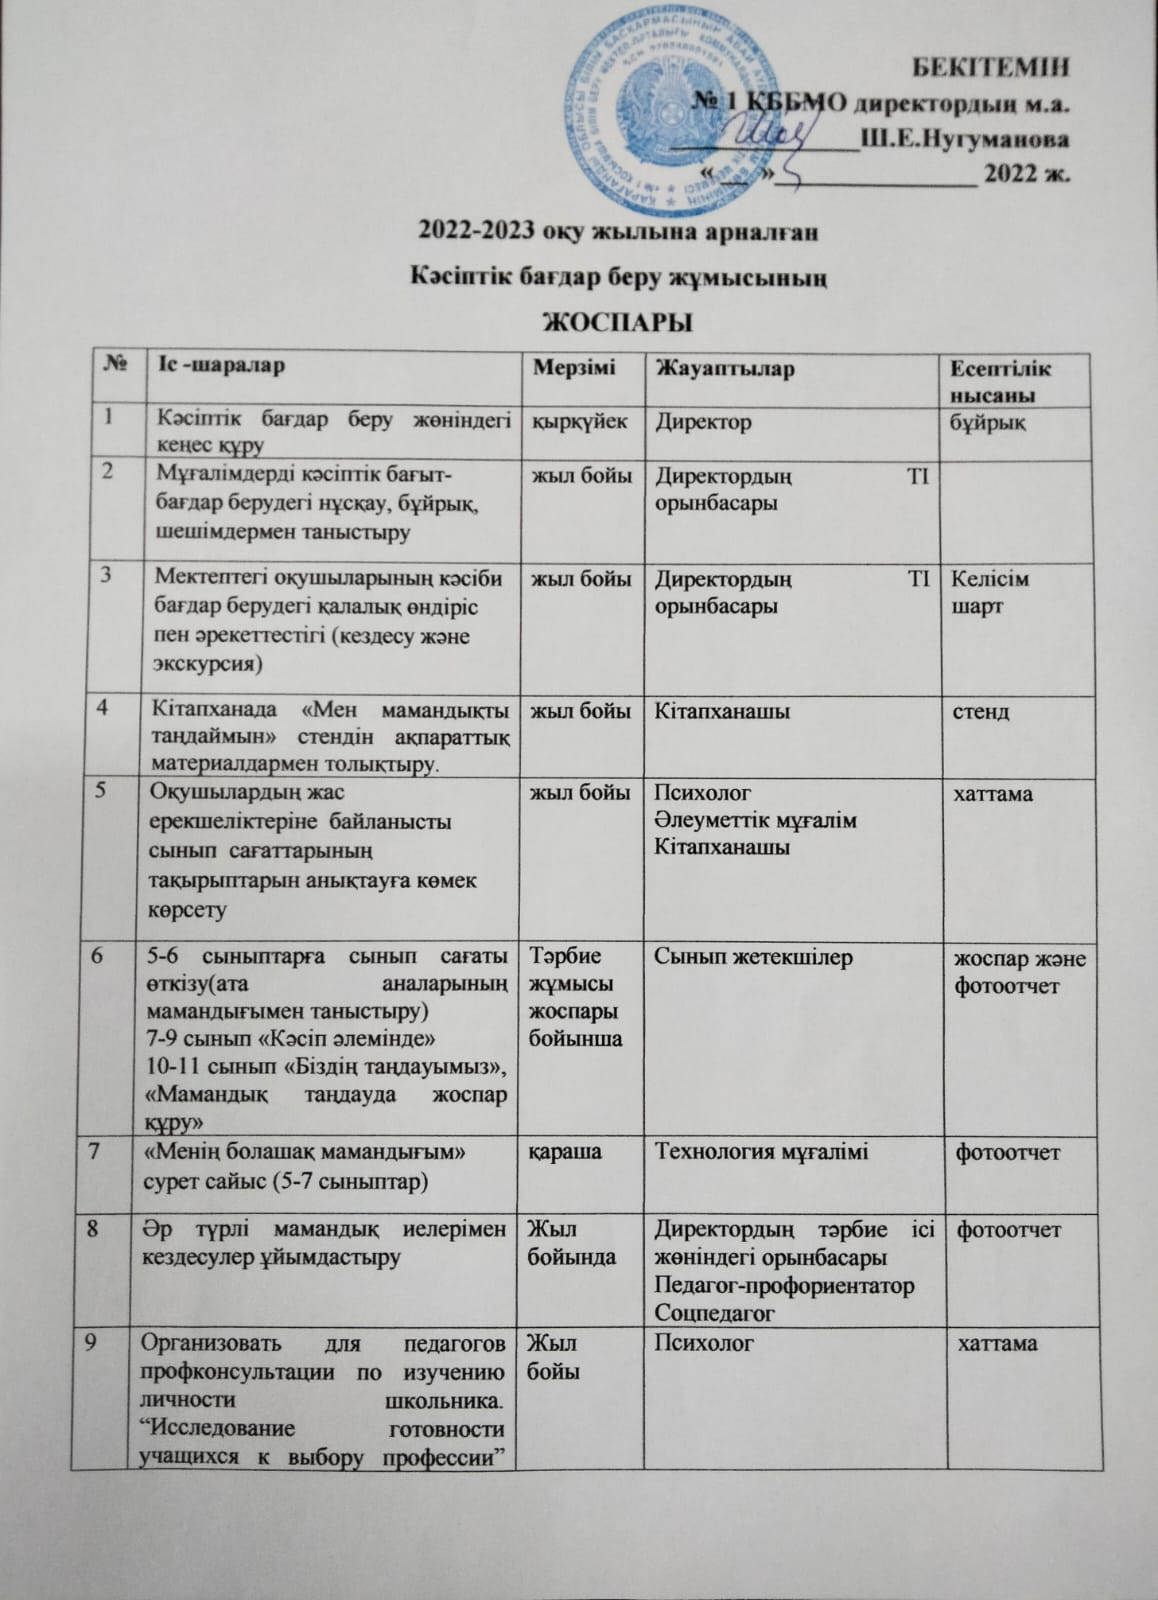 БЕКІТЕМІН
№ 1 ҚББМО директордың м.а.
Ш.Е.Нугуманова
«__» 2022 ж.
2022-2023 оқу жылына арналған
Кәсіптік бағдар беру жұмысының
ЖОСПАРЫ
№ Іс -шаралар Мерзімі Жауаптылар Есептілік
нысаны
1 Кәсіптік бағдар беру жөніндегі қыркүйек Директор бұйрық
кеңес құру
2 Мұғалімдерді кәсіптік бағыт- жыл бойы Директордың ТІ
бағдар берудегі нұсқау, бұйрық, орынбасары
шешімдермен таныстыру
3 Мектептегі оқушыларының кәсіби жыл бойы Директордың ТІ Келісім
бағдар берудегі қалалық өндіріс орынбасары шарт
пен әрекеттестігі (кездесу және
экскурсия)
4 Кітапханада «Мен мамандықты жыл бойы Кітапханашы стенд
таңдаймын» стендін ақпараттық
материалдармен толықтыру.
5 Оқушылардың жас жыл бойы Психолог хаттама
ерекшеліктеріне байланысты Әлеуметтік мұғалім
сынып сағаттарының Кітапханашы
тақырыптарын анықтауға көмек
көрсету
6 5-6 сыныптарға сынып сағаты Тәрбие Сынып жетекшілер жоспар және
өткізу(ата аналарының жұмысы фотоотчет
мамандығымен таныстыру) жоспары
7-9 сынып «Кәсіп әлемінде» бойынша
10-11 сынып «Біздің таңдауымыз»,
«Мамандық таңдауда жоспар
құру»
7 «Менің болашақ мамандығым» қараша Технология мұғалімі фотоотчет
сурет сайыс (5-7 сыныптар)
8 Әр түрлі мамандық иелерімен Жыл Директордың тәрбие ісі фотоотчет
кездесулер ұйымдастыру бойында жөніндегі орынбасары
Педагог-профориентатор
Соцпедагог
9 Организовать для педагогов Жыл Психолог хаттама
профконсультации по изучению бойы
личности школьника.
“Исследование готовности
учащихся к выбору профессии”